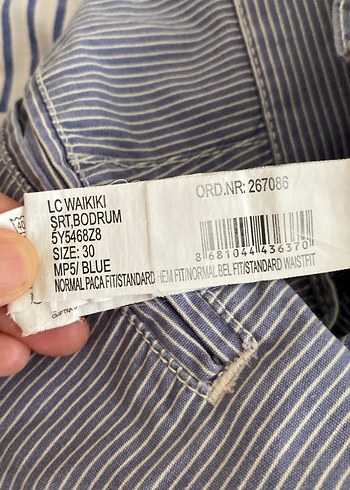 LC WAIKIKI
SRT,BODRUM
5Y5468Z8
SIZE: 30
MP5/ BLUE
NORMAL PACA FIT/STANDARD HEM FIT/NORMAL BEL FIT/STANDARD WAISTFIT
ORD.NR: 267086
8 681044 436370
40